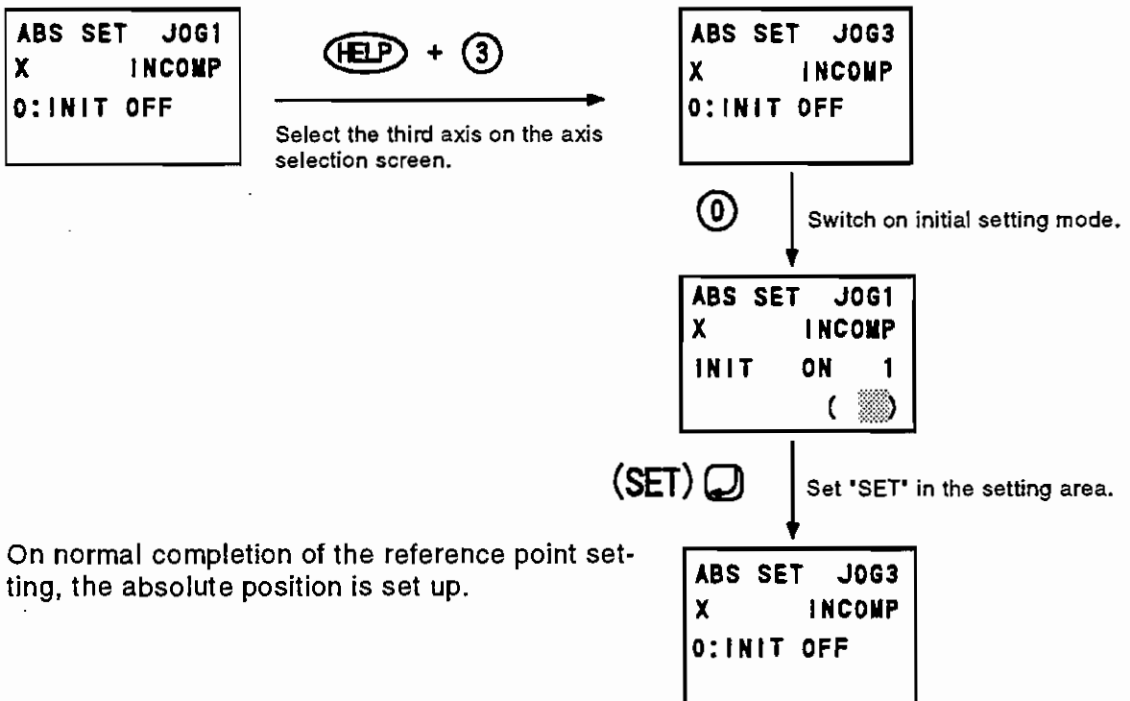 ABS SET JOG1
X INCOMP
0:INIT OFF
HELP + 3
Select the third axis on the axis
selection screen.
ABS SET JOG3
X INCOMP
0:INIT OFF
0
Switch on initial setting mode.
ABS SET JOG1
X INCOMP
INIT ON 1
( )
(SET)
Set "SET" in the setting area.
On normal completion of the reference point set-
ting, the absolute position is set up.
ABS SET JOG3
X INCOMP
0:INIT OFF